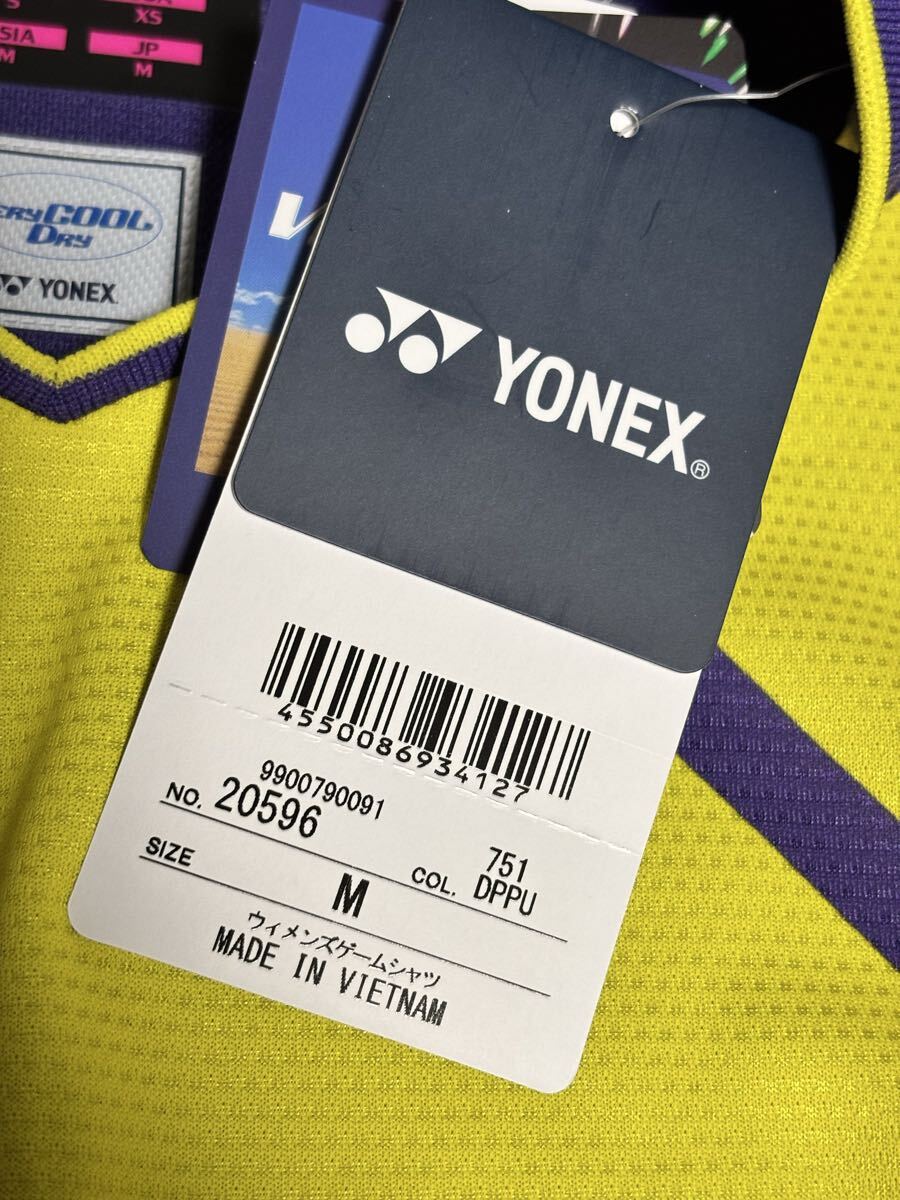 S
XS
JP
M
M
COOL
DRY
YONEX
YONEX®
4550086934127
9900790091
NO. 20596
751
COL. DPPU
SIZE
M
ウィメンズゲームシャツ
MADE IN VIETNAM